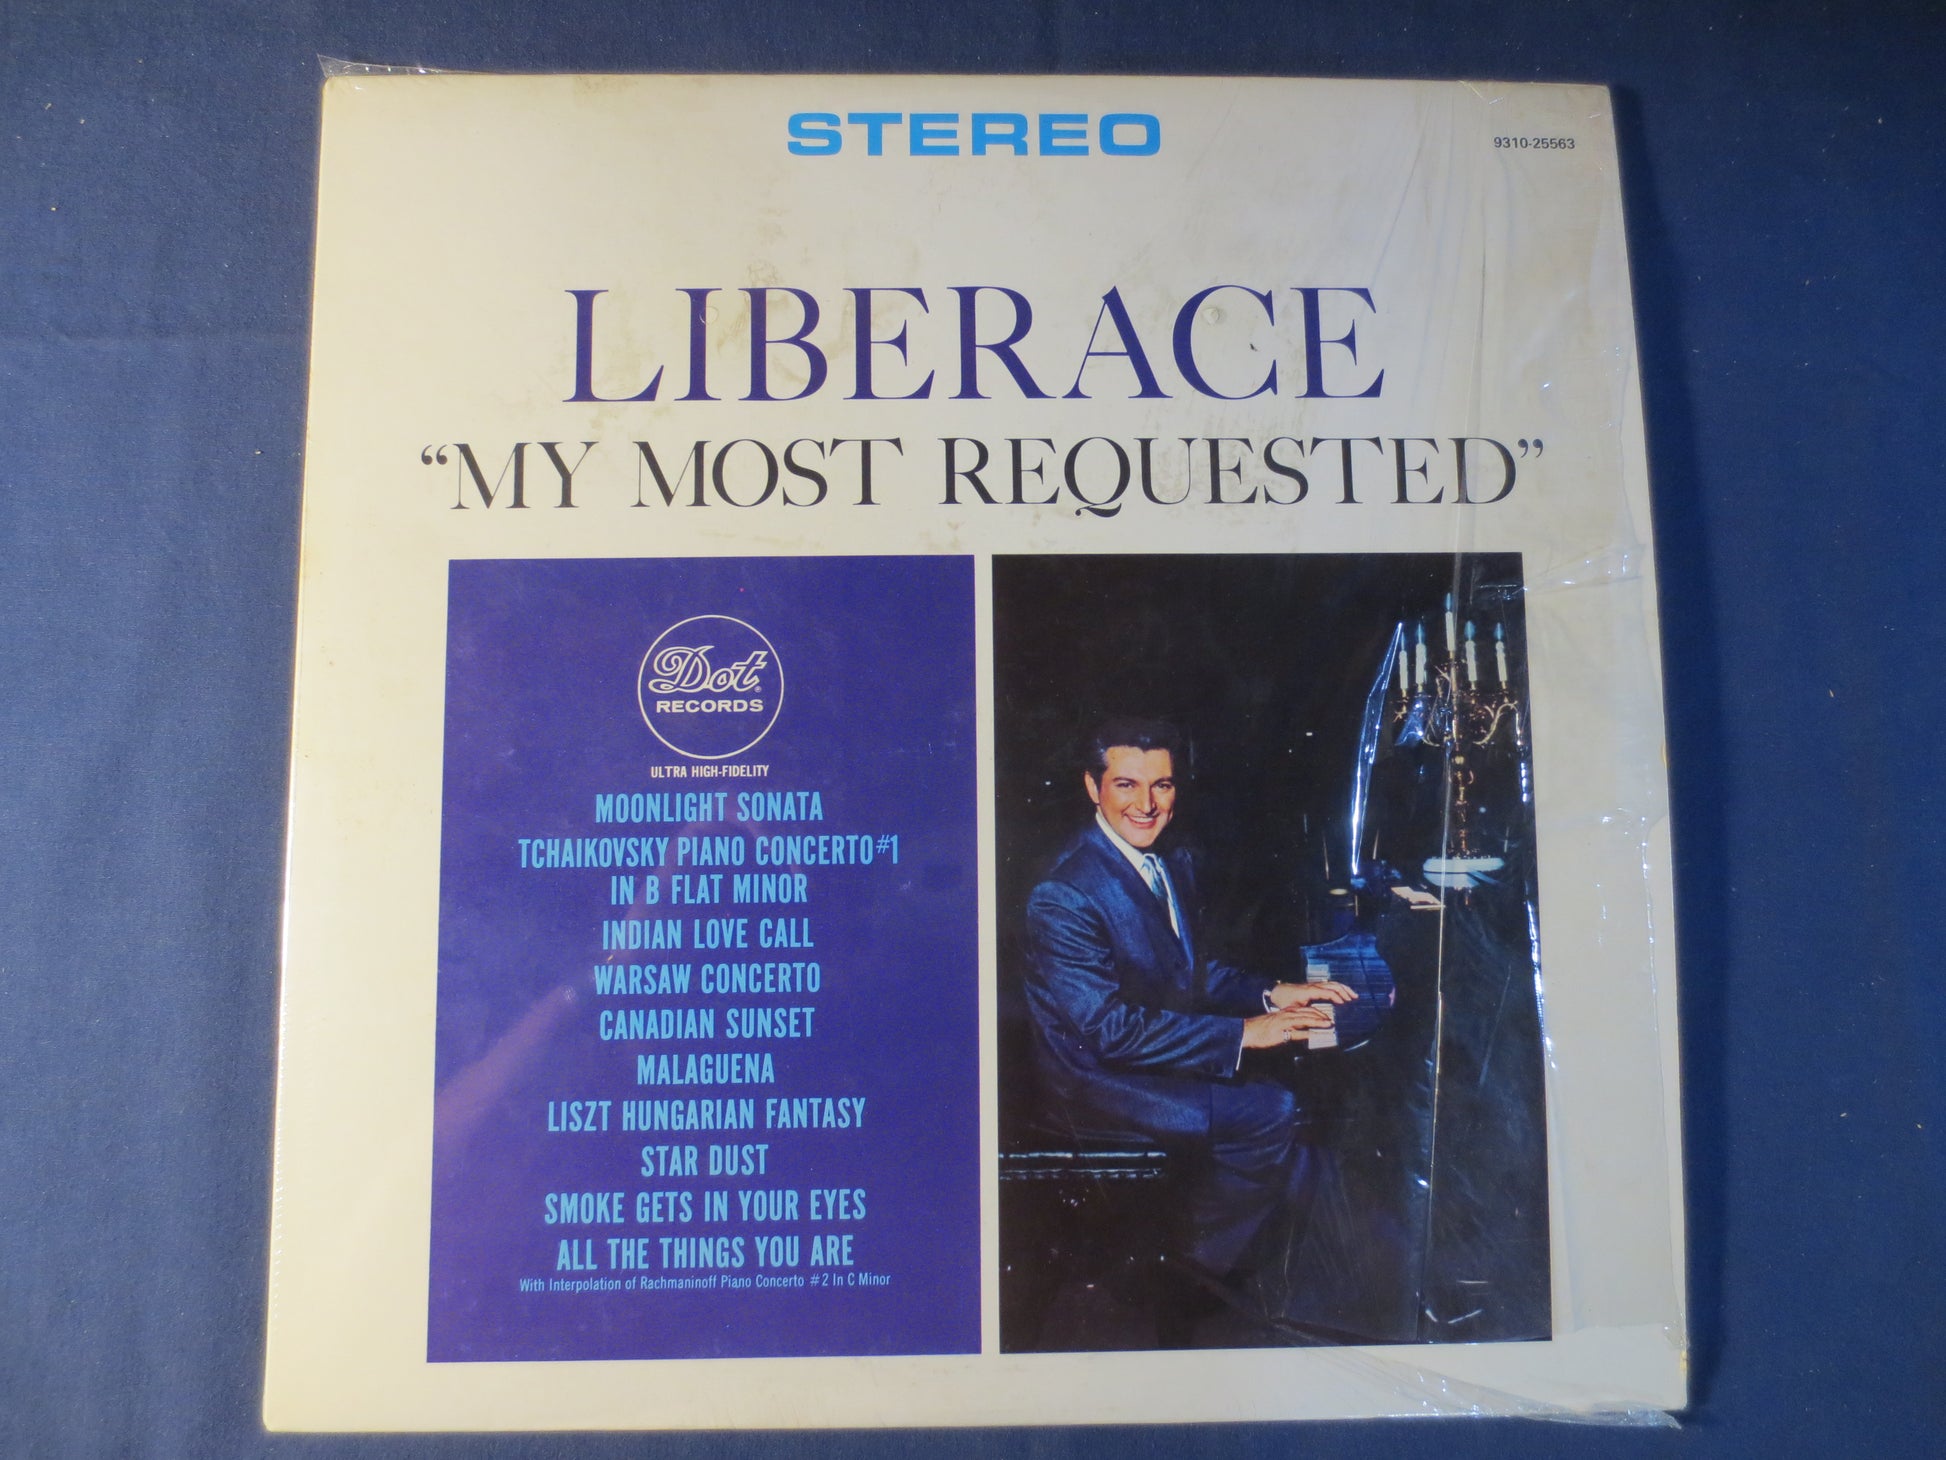 STEREO
9310-25563
LIBERACE
“MY MOST REQUESTED”
Dot®
RECORDS
ULTRA HIGH-FIDELITY
MOONLIGHT SONATA
TCHAIKOVSKY PIANO CONCERTO #1
IN B FLAT MINOR
INDIAN LOVE CALL
WARSAW CONCERTO
CANADIAN SUNSET
MALAGUENA
LISZT HUNGARIAN FANTASY
STAR DUST
SMOKE GETS IN YOUR EYES
ALL THE THINGS YOU ARE
With Interpolation of Rachmaninoff Piano Concerto #2 In C Minor